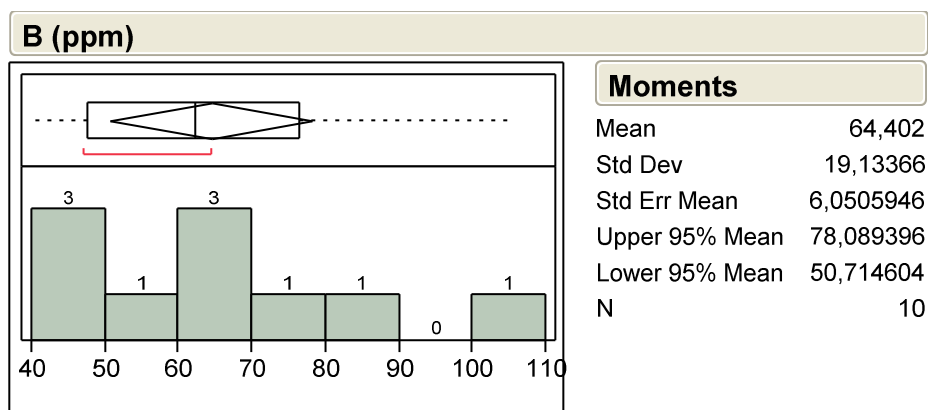 B (ppm)
3
3
1
1
1
1
0
40 50 60 70 80 90 100 110
Moments
Mean 64,402
Std Dev 19,13366
Std Err Mean 6,0505946
Upper 95% Mean 78,089396
Lower 95% Mean 50,714604
N 10